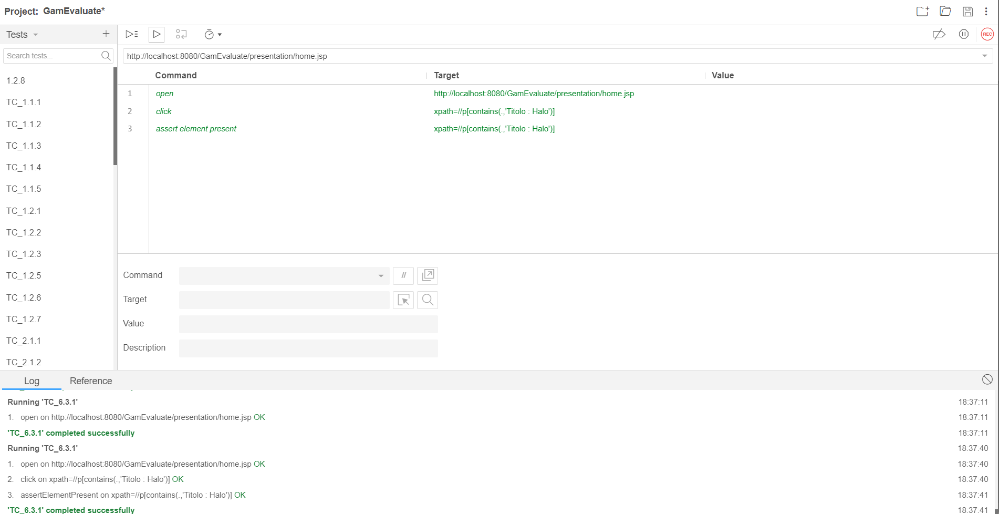 Project: GamEvaluate*
Tests
REC
Search tests...
http://localhost:8080/GamEvaluate/presentation/home.jsp
Command Target Value
1 open http://localhost:8080/GamEvaluate/presentation/home.jsp
2 click xpath=//p[contains(.,'Titolo : Halo')]
3 assert element present xpath=//p[contains(.,'Titolo : Halo')]
1.2.8
TC_1.1.1
TC_1.1.2
TC_1.1.3
TC_1.1.4
TC_1.1.5
TC_1.2.1
TC_1.2.2
TC_1.2.3
TC_1.2.5
TC_1.2.6
TC_1.2.7
TC_2.1.1
TC_2.1.2
Command //
Target
Value
Description
Log Reference
Running 'TC_6.3.1' 18:37:11
1. open on http://localhost:8080/GamEvaluate/presentation/home.jsp OK 18:37:11
'TC_6.3.1' completed successfully 18:37:11
Running 'TC_6.3.1' 18:37:40
1. open on http://localhost:8080/GamEvaluate/presentation/home.jsp OK 18:37:40
2. click on xpath=//p[contains(.,'Titolo : Halo')] OK 18:37:40
3. assertElementPresent on xpath=//p[contains(.,'Titolo : Halo')] OK 18:37:41
'TC_6.3.1' completed successfully 18:37:41